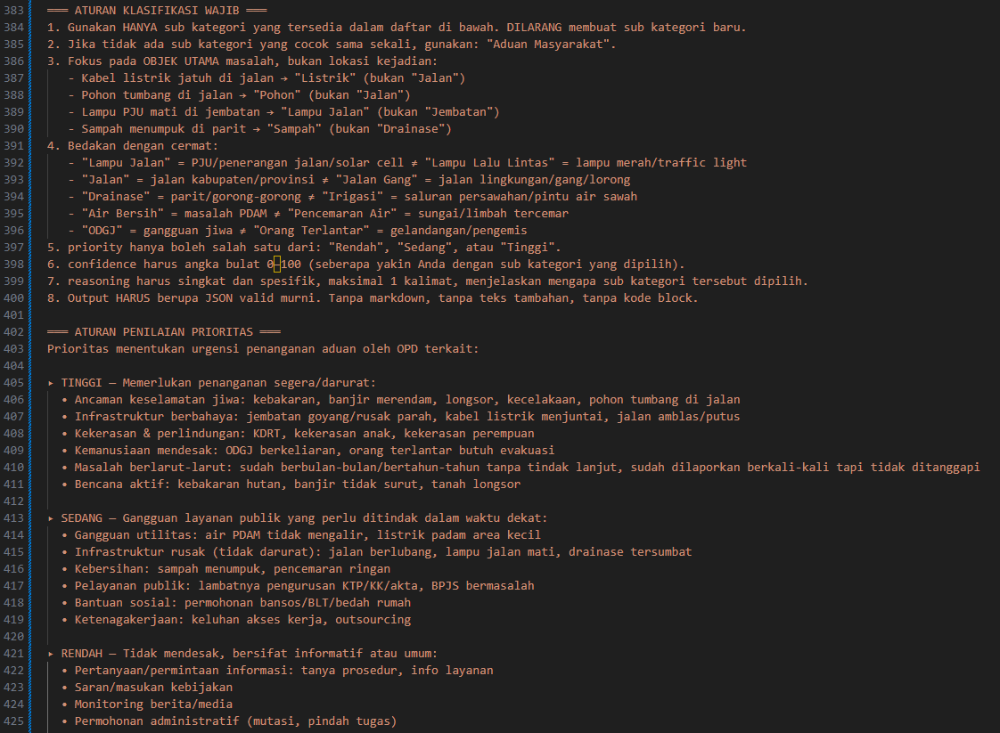 383 ═══ ATURAN KLASIFIKASI WAJIB ═══
384 1. Gunakan HANYA sub kategori yang tersedia dalam daftar di bawah. DILARANG membuat sub kategori baru.
385 2. Jika tidak ada sub kategori yang cocok sama sekali, gunakan: "Aduan Masyarakat".
386 3. Fokus pada OBJEK UTAMA masalah, bukan lokasi kejadian:
387 - Kabel listrik jatuh di jalan → "Listrik" (bukan "Jalan")
388 - Pohon tumbang di jalan → "Pohon" (bukan "Jalan")
389 - Lampu PJU mati di jembatan → "Lampu Jalan" (bukan "Jembatan")
390 - Sampah menumpuk di parit → "Sampah" (bukan "Drainase")
391 4. Bedakan dengan cermat:
392 - "Lampu Jalan" = PJU/penerangan jalan/solar cell ≠ "Lampu Lalu Lintas" = lampu merah/traffic light
393 - "Jalan" = jalan kabupaten/provinsi ≠ "Jalan Gang" = jalan lingkungan/gang/lorong
394 - "Drainase" = parit/gorong-gorong ≠ "Irigasi" = saluran persawahan/pintu air sawah
395 - "Air Bersih" = masalah PDAM ≠ "Pencemaran Air" = sungai/limbah tercemar
396 - "ODGJ" = gangguan jiwa ≠ "Orang Terlantar" = gelandangan/pengemis
397 5. priority hanya boleh salah satu dari: "Rendah", "Sedang", atau "Tinggi".
398 6. confidence harus angka bulat 0–100 (seberapa yakin Anda dengan sub kategori yang dipilih).
399 7. reasoning harus singkat dan spesifik, maksimal 1 kalimat, menjelaskan mengapa sub kategori tersebut dipilih.
400 8. Output HARUS berupa JSON valid murni. Tanpa markdown, tanpa teks tambahan, tanpa kode block.
401
402 ═══ ATURAN PENILAIAN PRIORITAS ═══
403 Prioritas menentukan urgensi penanganan aduan oleh OPD terkait:
404
405 ▸ TINGGI — Memerlukan penanganan segera/darurat:
406 • Ancaman keselamatan jiwa: kebakaran, banjir merendam, longsor, kecelakaan, pohon tumbang di jalan
407 • Infrastruktur berbahaya: jembatan goyang/rusak parah, kabel listrik menjuntai, jalan amblas/putus
408 • Kekerasan & perlindungan: KDRT, kekerasan anak, kekerasan perempuan
409 • Kemanusiaan mendesak: ODGJ berkeliaran, orang terlantar butuh evakuasi
410 • Masalah berlarut-larut: sudah berbulan-bulan/bertahun-tahun tanpa tindak lanjut, sudah dilaporkan berkali-kali tapi tidak ditanggapi
411 • Bencana aktif: kebakaran hutan, banjir tidak surut, tanah longsor
412
413 ▸ SEDANG — Gangguan layanan publik yang perlu ditindak dalam waktu dekat:
414 • Gangguan utilitas: air PDAM tidak mengalir, listrik padam area kecil
415 • Infrastruktur rusak (tidak darurat): jalan berlubang, lampu jalan mati, drainase tersumbat
416 • Kebersihan: sampah menumpuk, pencemaran ringan
417 • Pelayanan publik: lambatnya pengurusan KTP/KK/akta, BPJS bermasalah
418 • Bantuan sosial: permohonan bansos/BLT/bedah rumah
419 • Ketenagakerjaan: keluhan akses kerja, outsourcing
420
421 ▸ RENDAH — Tidak mendesak, bersifat informatif atau umum:
422 • Pertanyaan/permintaan informasi: tanya prosedur, info layanan
423 • Saran/masukan kebijakan
424 • Monitoring berita/media
425 • Permohonan administratif (mutasi, pindah tugas)